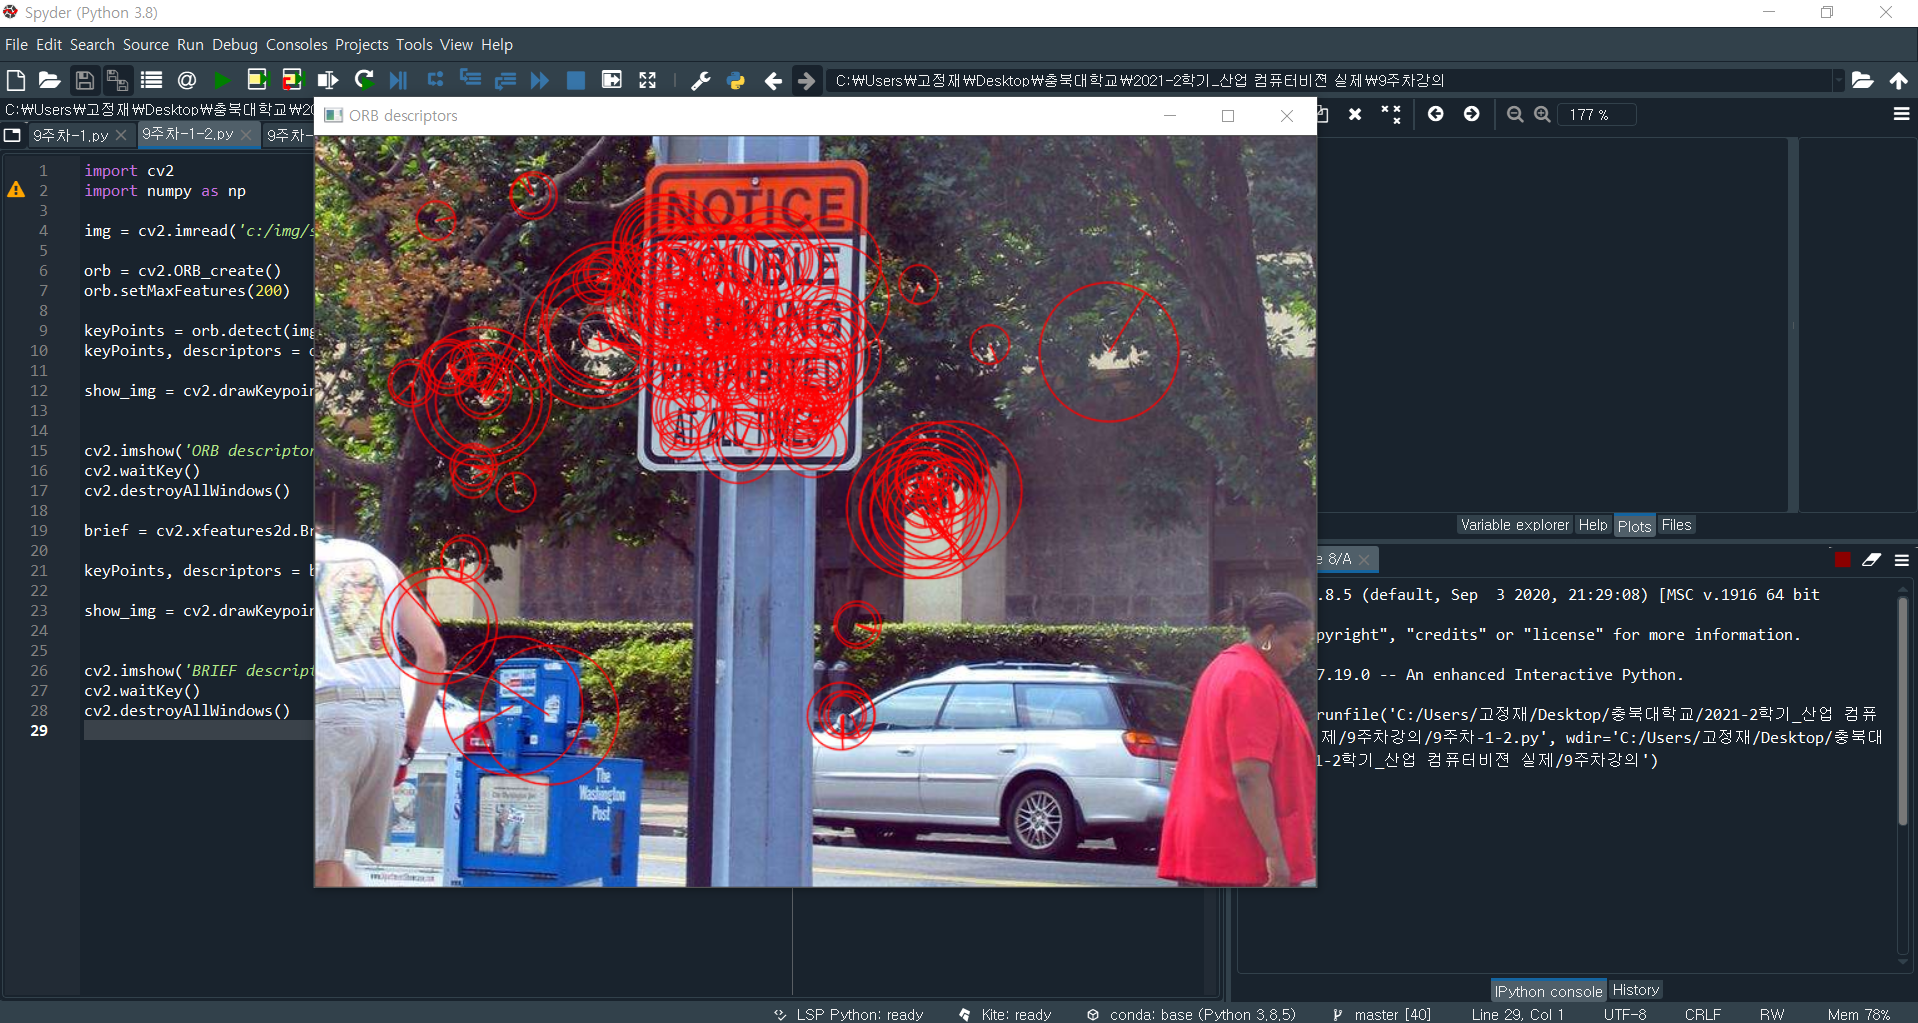 Spyder (Python 3.8)
File Edit Search Source Run Debug Consoles Projects Tools View Help
C:₩Users₩고정재₩Desktop₩충북대학교₩2021-2학기_산업 컴퓨터비젼 실제₩9주차강의
C:₩Users₩고정재₩Desktop₩충북대학교₩20
9주차-1.py
9주차-1-2.py
9주차-
ORB descriptors
177 %
1 import cv2
2 import numpy as np
3
4 img = cv2.imread('c:/img/s
5
6 orb = cv2.ORB_create()
7 orb.setMaxFeatures(200)
8
9 keyPoints = orb.detect(img
10 keyPoints, descriptors = o
11
12 show_img = cv2.drawKeypoin
13
14
15 cv2.imshow('ORB descriptor
16 cv2.waitKey()
17 cv2.destroyAllWindows()
18
19 brief = cv2.xfeatures2d.Br
20
21 keyPoints, descriptors = b
22
23 show_img = cv2.drawKeypoin
24
25
26 cv2.imshow('BRIEF descript
27 cv2.waitKey()
28 cv2.destroyAllWindows()
29
NOTICE
DOUBLE
PARKING
PROHIBITED
AT ALL TIMES
The
Washington
Post
Variable explorer Help Plots Files
e 8/A
.8.5 (default, Sep 3 2020, 21:29:08) [MSC v.1916 64 bit
pyright", "credits" or "license" for more information.
7.19.0 -- An enhanced Interactive Python.
runfile('C:/Users/고정재/Desktop/충북대학교/2021-2학기_산업 컴퓨
제/9주차강의/9주차-1-2.py', wdir='C:/Users/고정재/Desktop/충북대
1-2학기_산업 컴퓨터비젼 실제/9주차강의')
IPython console History
LSP Python: ready Kite: ready conda: base (Python 3.8.5) master [40] Line 29, Col 1 UTF-8 CRLF RW Mem 78%